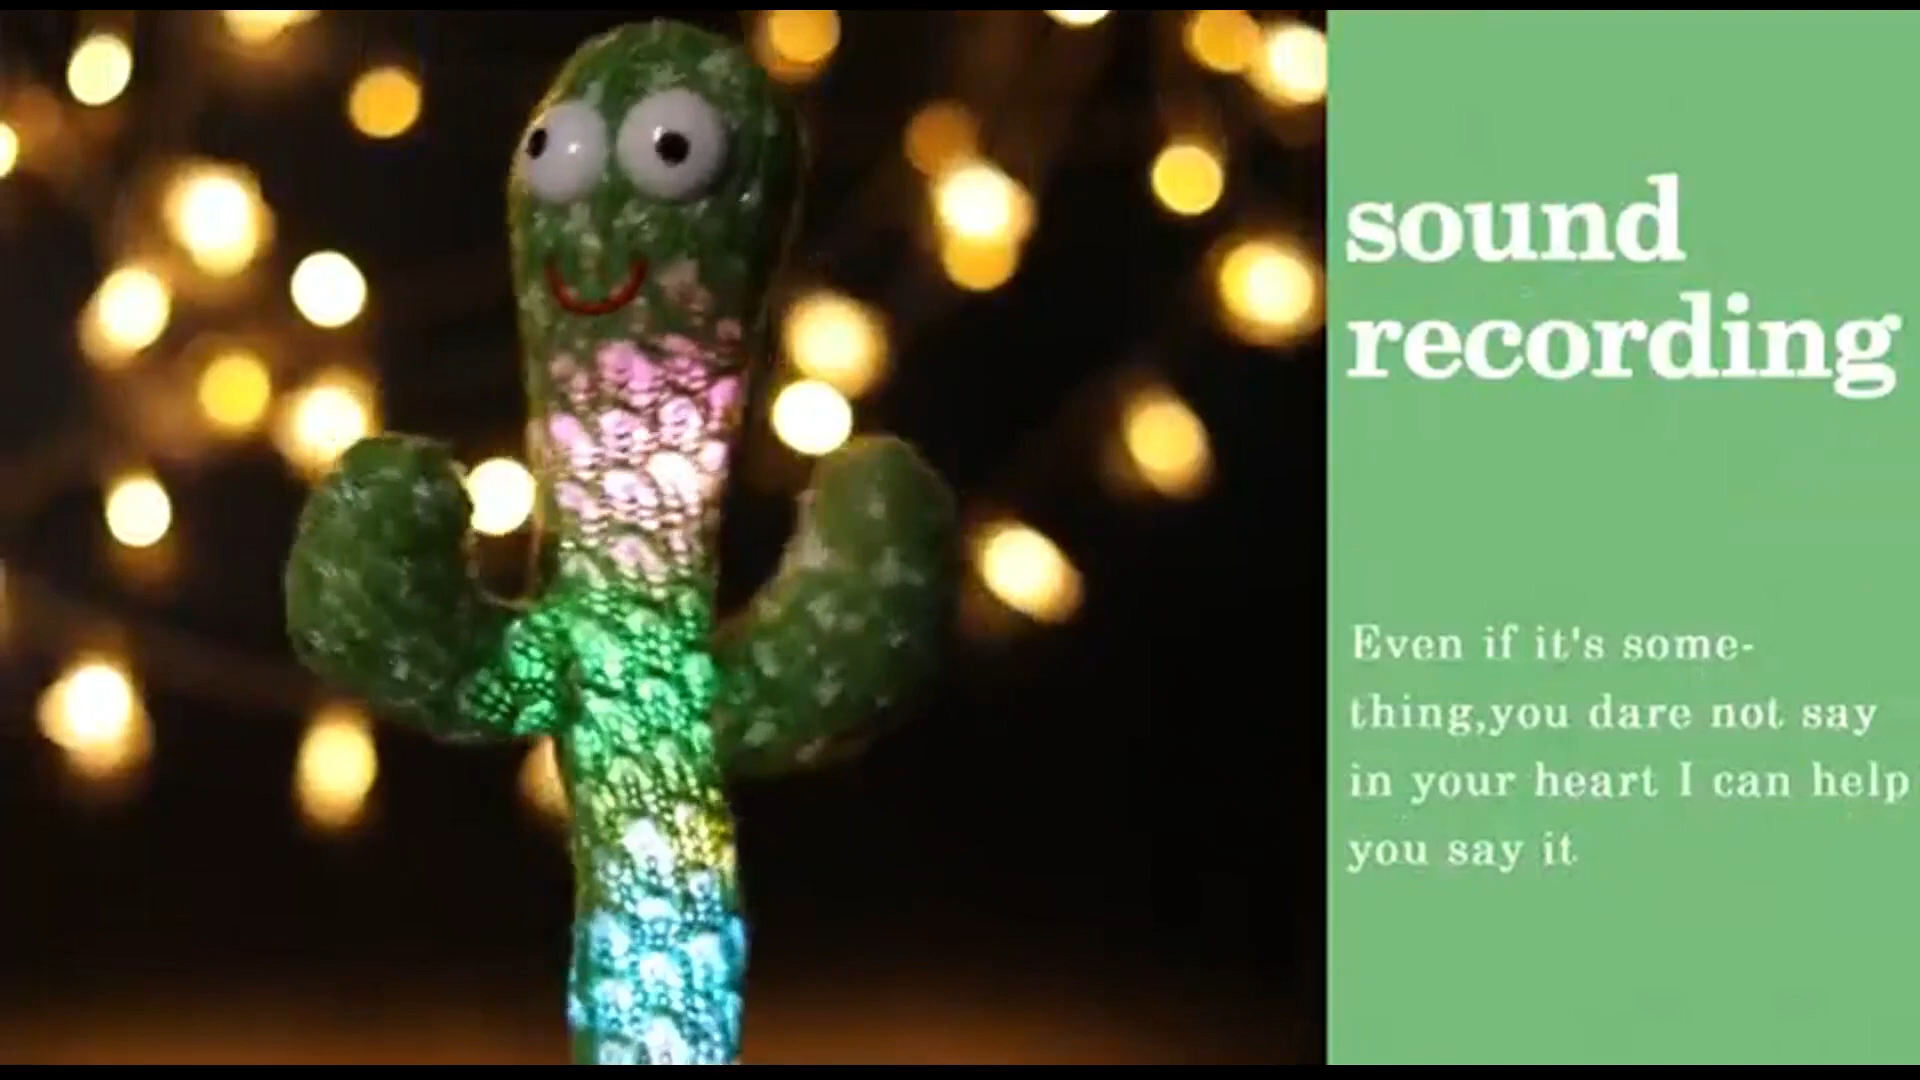 sound
recording
Even if it's some-
thing,you dare not say
in your heart I can help
you say it